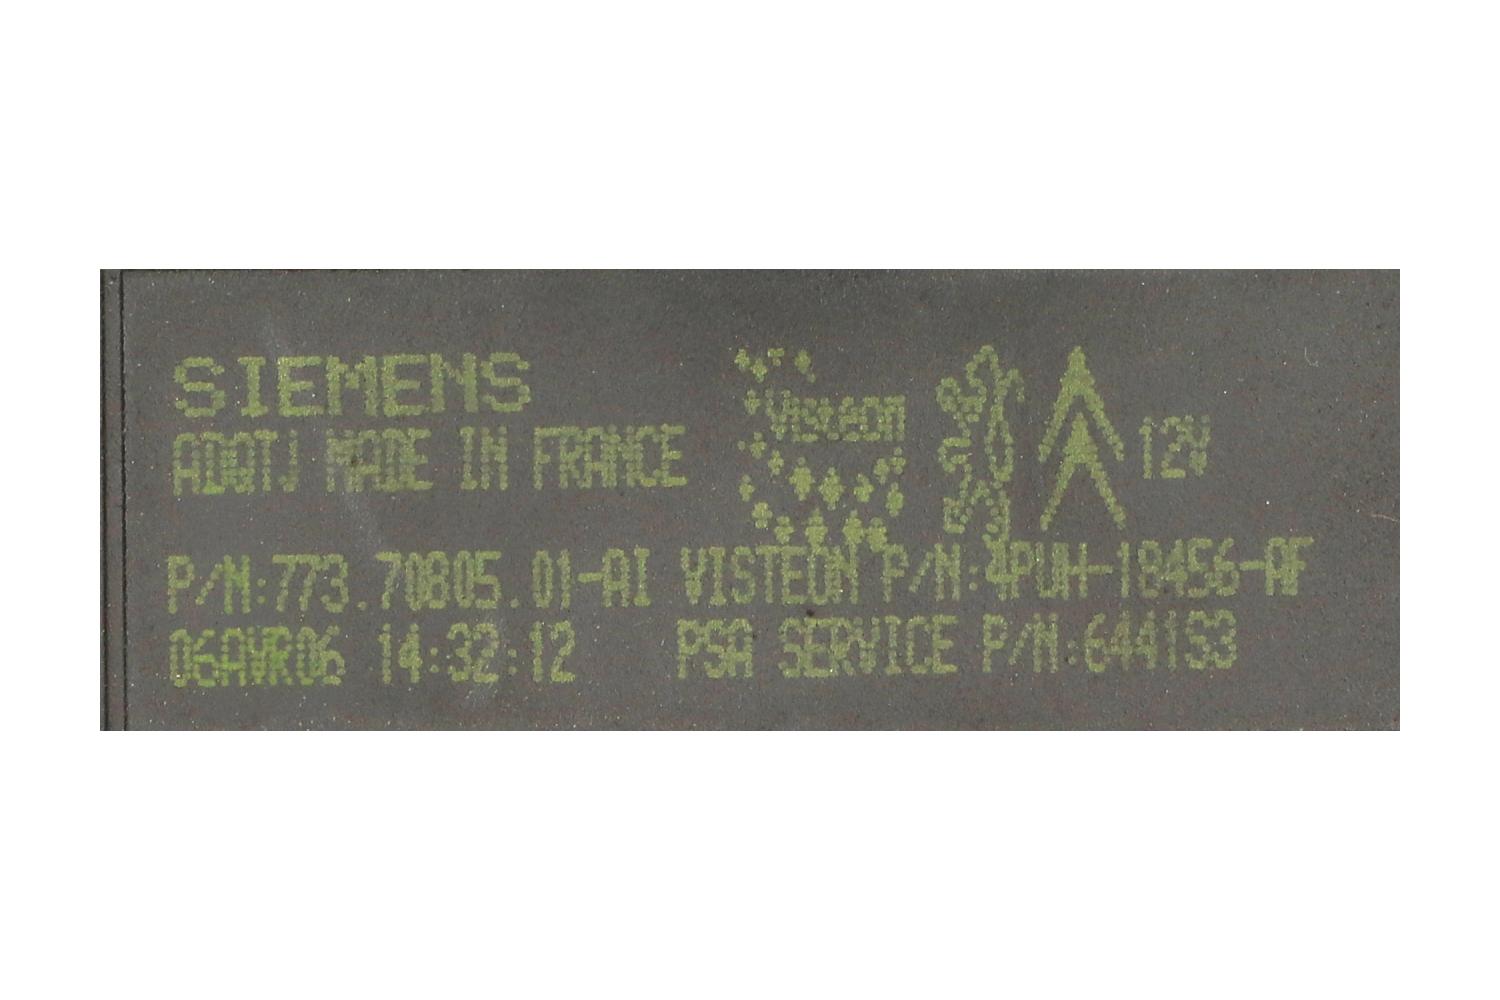 SIEMENS
Visteon
12V
MADE IN FRANCE
P/N:773.70805.01-AI VISTEON P/N:4PUH-18456-AF
06AVR06 14:32:12 PSA SERVICE P/N:6441S3